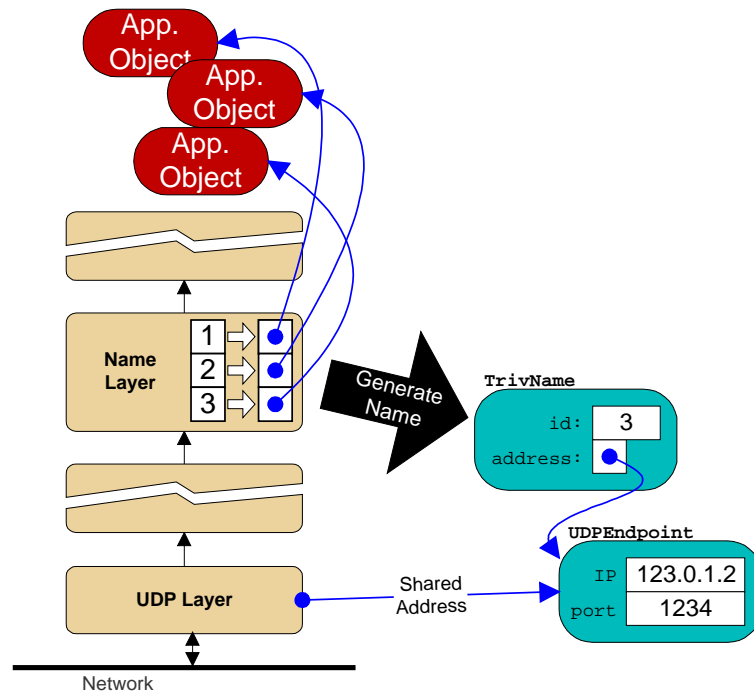 App.
Object
App.
Object
App.
Object
Name
Layer
1
2
3
Generate
Name
TrivName
id: 3
address:
UDPEndpoint
IP 123.0.1.2
port 1234
UDP Layer
Shared
Address
Network